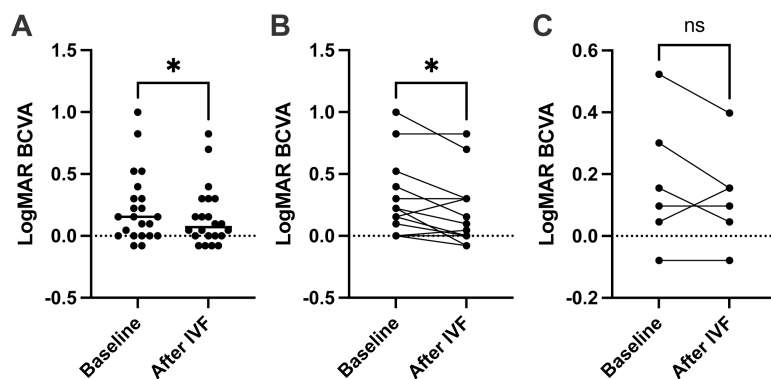 A
B
C
LogMAR BCVA
1.5
1.0
0.5
0.0
-0.5
*
Baseline
After IVF
LogMAR BCVA
1.5
1.0
0.5
0.0
-0.5
*
Baseline
After IVF
LogMAR BCVA
0.6
0.4
0.2
0.0
-0.2
ns
Baseline
After IVF